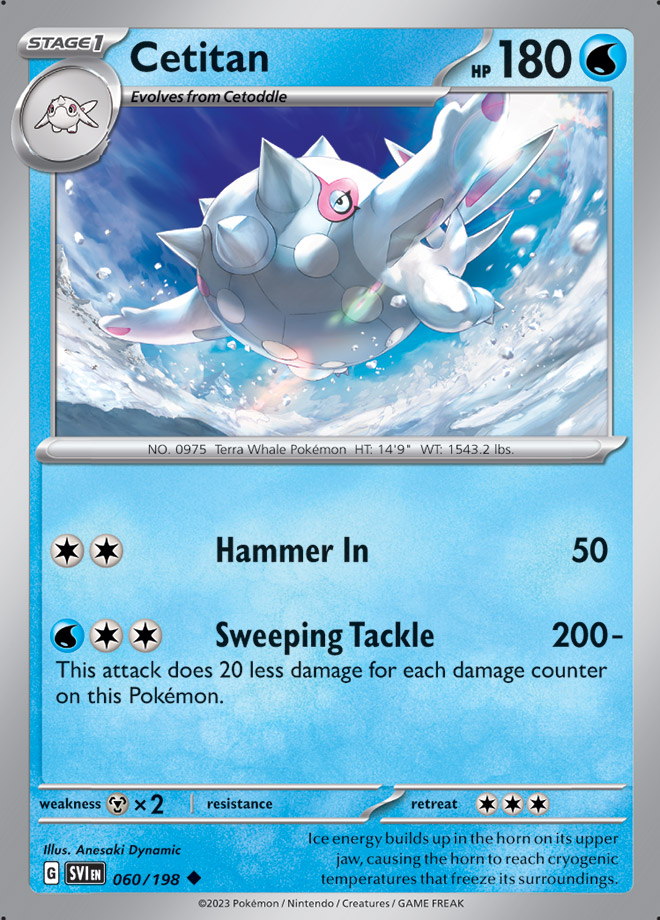 STAGE1
Cetitan
HP 180
Evolves from Cetoddle
NO. 0975 Terra Whale Pokémon HT: 14'9" WT: 1543.2 lbs.
Hammer In 50
Sweeping Tackle 200-
This attack does 20 less damage for each damage counter
on this Pokémon.
weakness ×2 resistance retreat
Illus. Anesaki Dynamic
G SVI EN 060/198
Ice energy builds up in the horn on its upper
jaw, causing the horn to reach cryogenic
temperatures that freeze its surroundings.
©2023 Pokémon / Nintendo / Creatures / GAME FREAK